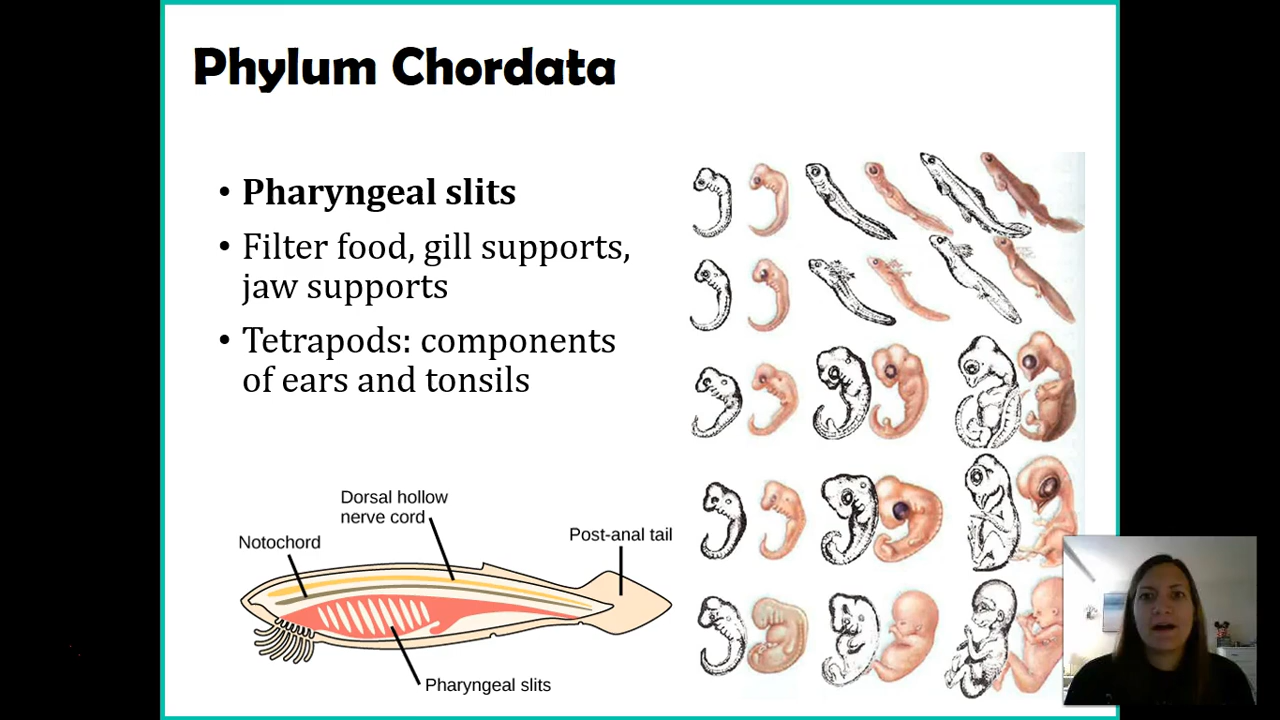 Phylum Chordata
• Pharyngeal slits
• Filter food, gill supports,
jaw supports
• Tetrapods: components
of ears and tonsils
Dorsal hollow
nerve cord
Notochord
Post-anal tail
Pharyngeal slits